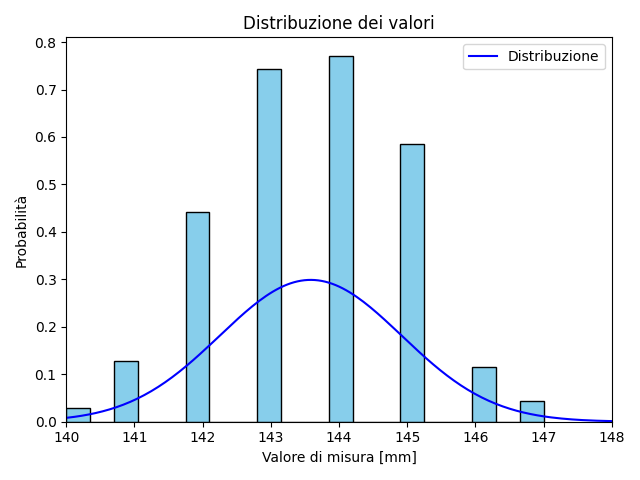 Distribuzione dei valori
Distribuzione
Probabilità
0.8
0.7
0.6
0.5
0.4
0.3
0.2
0.1
0.0
140 141 142 143 144 145 146 147 148
Valore di misura [mm]